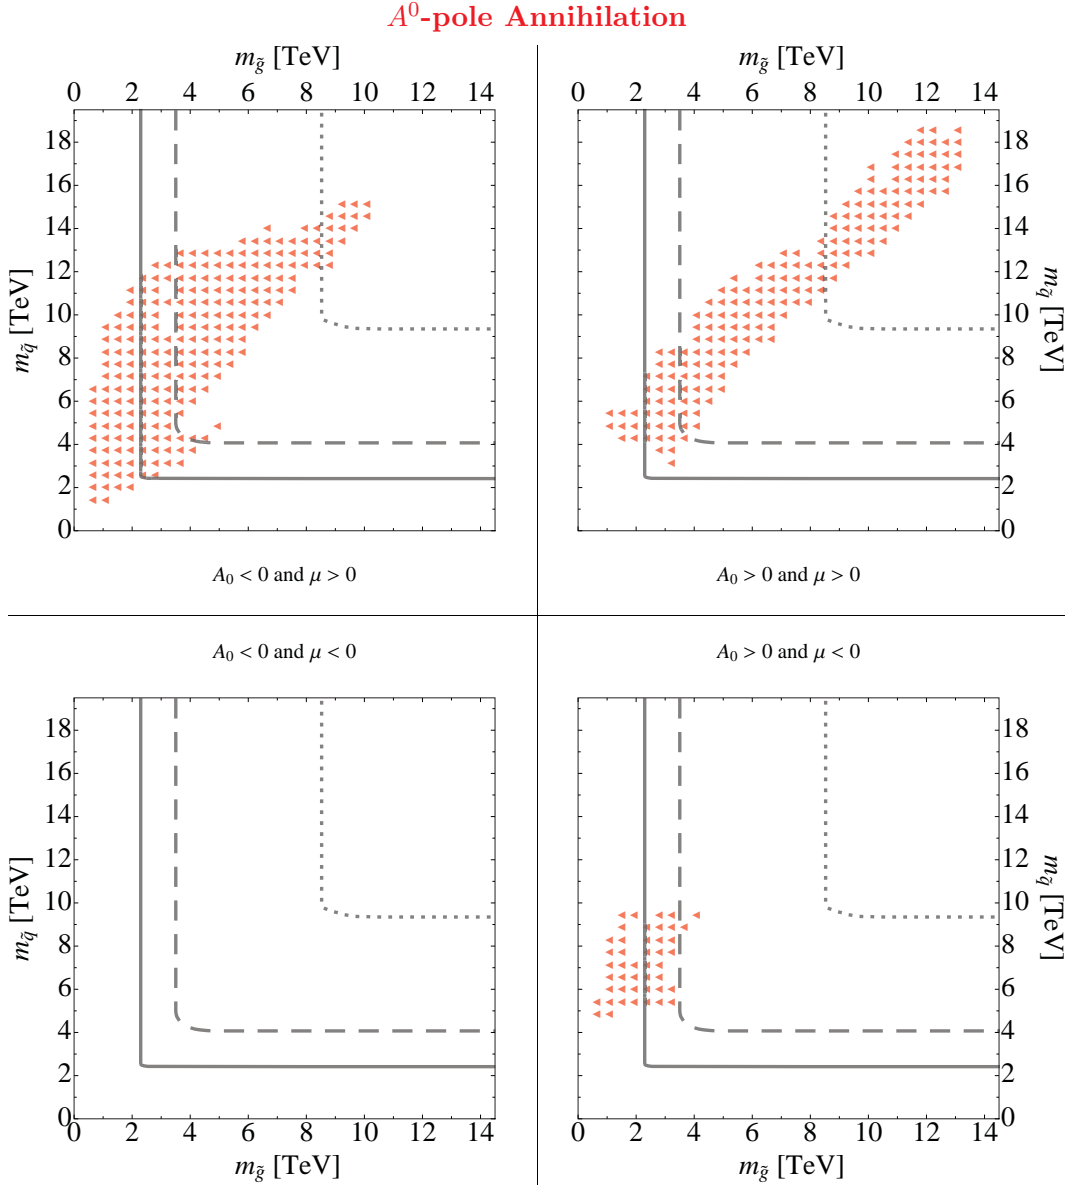 A⁰-pole Annihilation
m_g̃ [TeV] m_g̃ [TeV]
0 2 4 6 8 10 12 14 0 2 4 6 8 10 12 14
18 18
16 16
14 14
12 12
10 10
8 8
6 6
4 4
2 2
0 0
m_q̃ [TeV] m_q̃ [TeV]
A₀ < 0 and μ > 0 A₀ > 0 and μ > 0
A₀ < 0 and μ < 0 A₀ > 0 and μ < 0
18 18
16 16
14 14
12 12
10 10
8 8
6 6
4 4
2 2
0 0
m_q̃ [TeV] m_q̃ [TeV]
0 2 4 6 8 10 12 14 0 2 4 6 8 10 12 14
m_g̃ [TeV] m_g̃ [TeV]